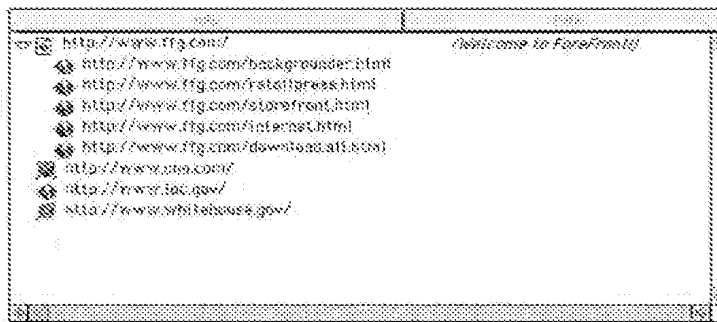 http://www.ffg.com/ (Welcome to ForeFront)
http://www.ffg.com/backgrounder.html
http://www.ffg.com/retailpress.html
http://www.ffg.com/storefront.html
http://www.ffg.com/internet.html
http://www.ffg.com/download.all.html
http://www.cnn.com/
http://www.loc.gov/
http://www.whitehouse.gov/